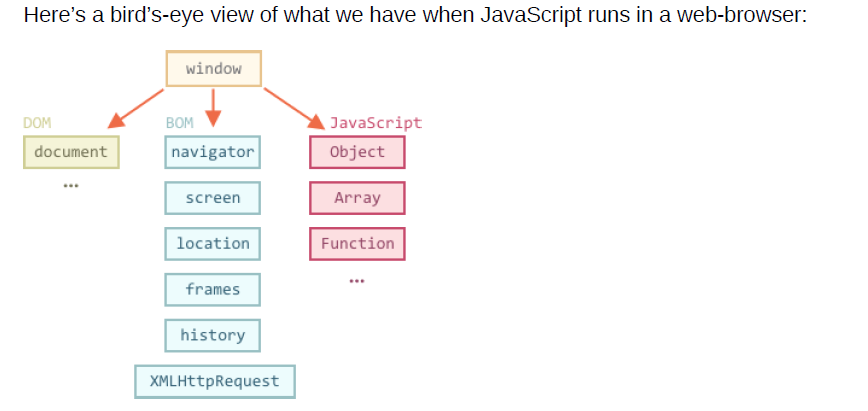 Here’s a bird’s-eye view of what we have when JavaScript runs in a web-browser:
window
DOM
BOM
JavaScript
document
navigator
Object
...
screen
Array
location
Function
frames
...
history
XMLHttpRequest